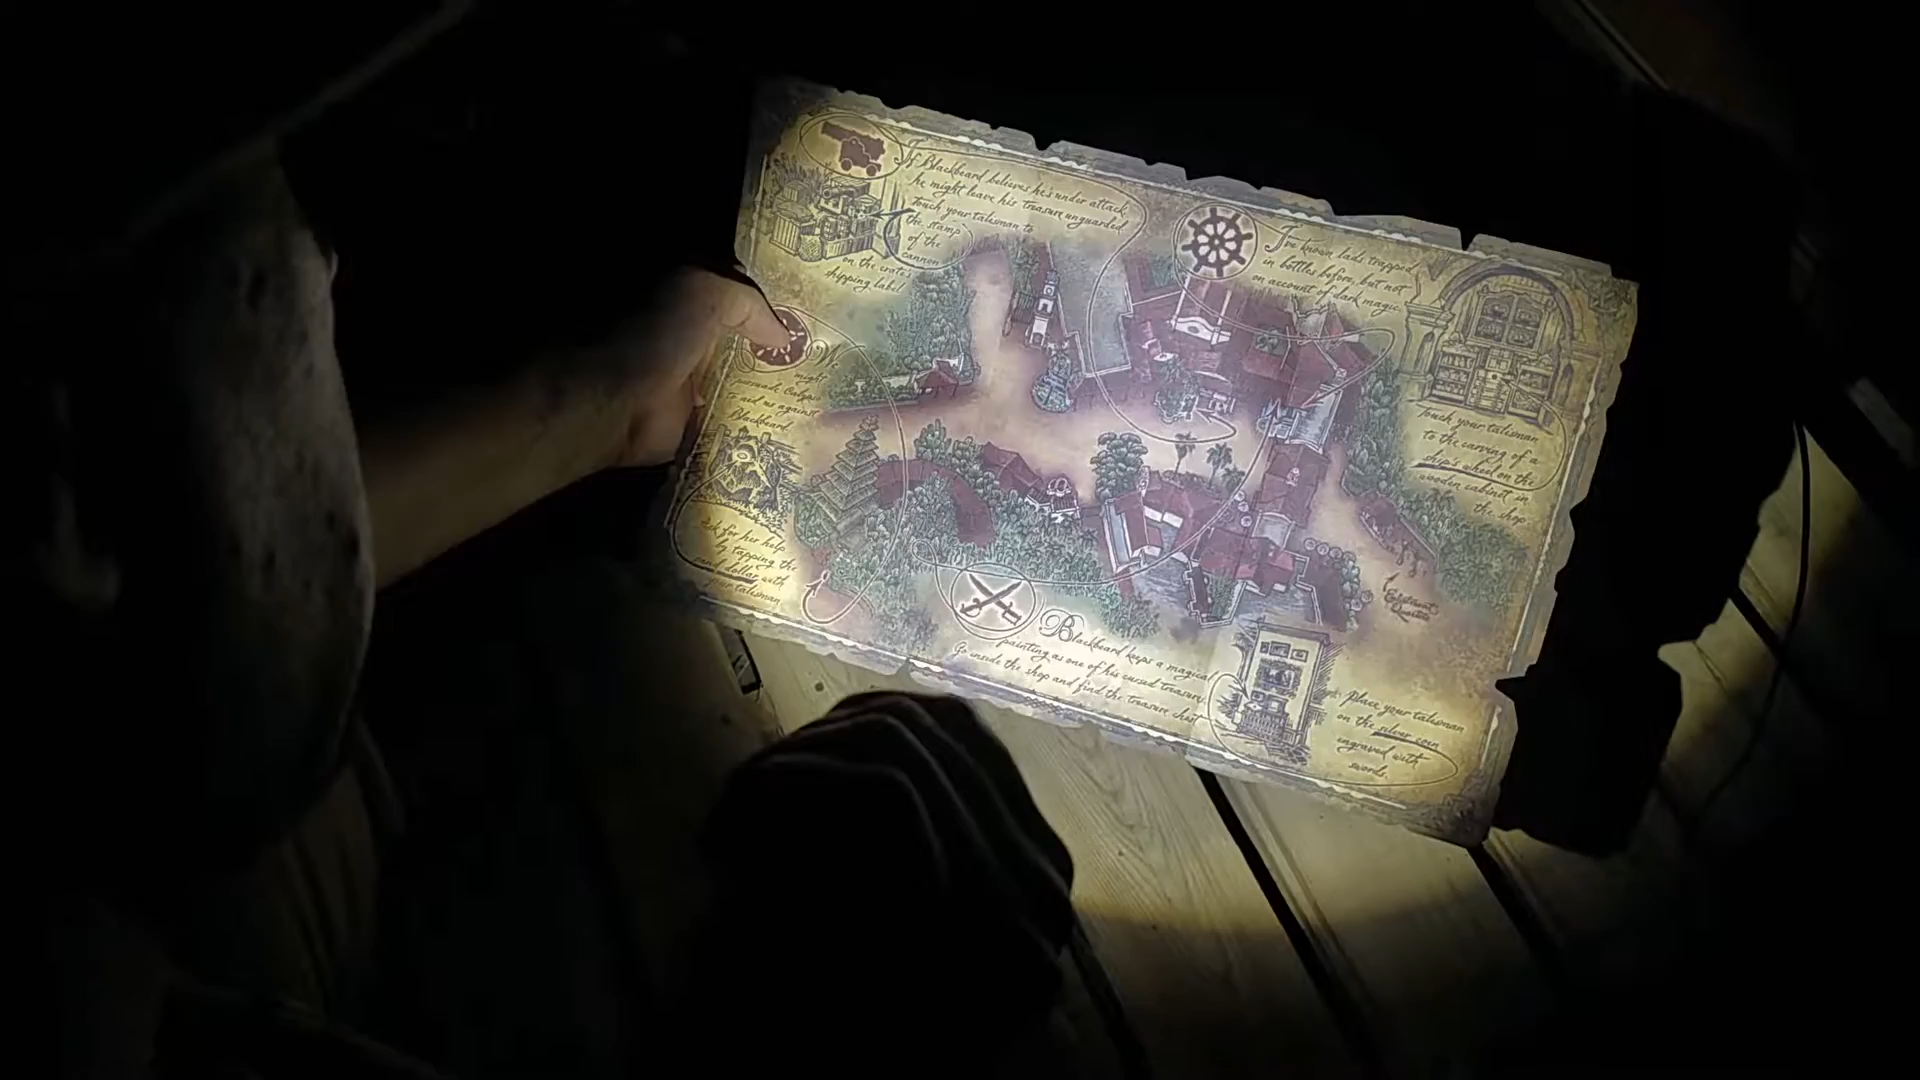 If Blackbeard believes he's under attack,
he might leave his treasure unguarded.
Touch your talisman to
the stamp
of the
cannon
on the crate's
shipping label
I've known lads trapped
in bottles before, but not
on account of dark magic.
Touch your talisman
to the carving of a
ship's wheel on the
wooden cabinet in
the shop
We
might
Calypso
to aid us against
Blackbeard.
Ask for her help
by tapping the
sand dollar with
your talisman
Blackbeard keeps a magical
painting as one of his cursed treasures
Go inside the shop and find the treasure chest
Place your talisman
on the silver coin
engraved with
swords.